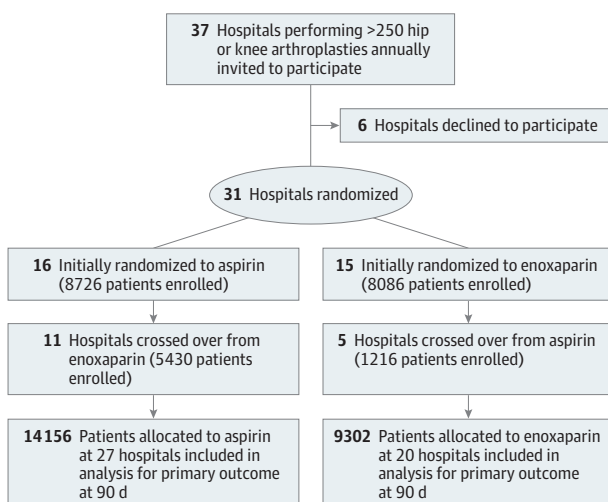 37 Hospitals performing >250 hip
or knee arthroplasties annually
invited to participate
6 Hospitals declined to participate
31 Hospitals randomized
16 Initially randomized to aspirin
(8726 patients enrolled)
15 Initially randomized to enoxaparin
(8086 patients enrolled)
11 Hospitals crossed over from
enoxaparin (5430 patients
enrolled)
5 Hospitals crossed over from aspirin
(1216 patients enrolled)
14156 Patients allocated to aspirin
at 27 hospitals included in
analysis for primary outcome
at 90 d
9302 Patients allocated to enoxaparin
at 20 hospitals included in
analysis for primary outcome
at 90 d